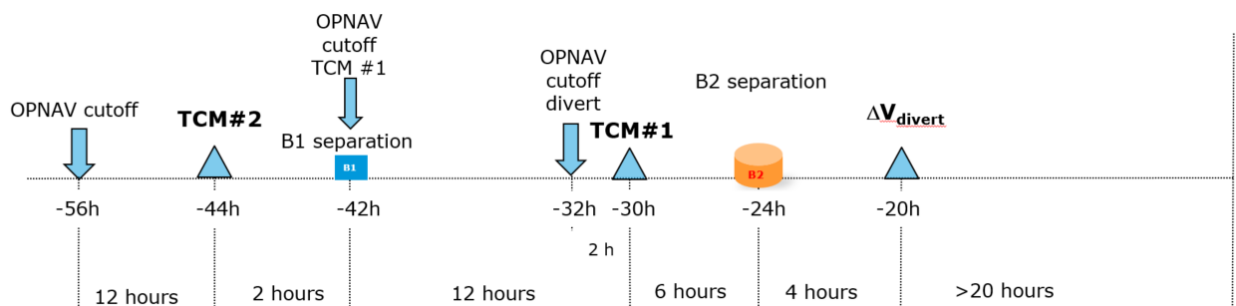 OPNAV cutoff
TCM#2
OPNAV
cutoff
TCM #1
B1 separation
B1
OPNAV
cutoff
divert
TCM#1
B2 separation
B2
ΔVdivert
-56h
-44h
-42h
-32h
-30h
-24h
-20h
2 h
12 hours
2 hours
12 hours
6 hours
4 hours
>20 hours